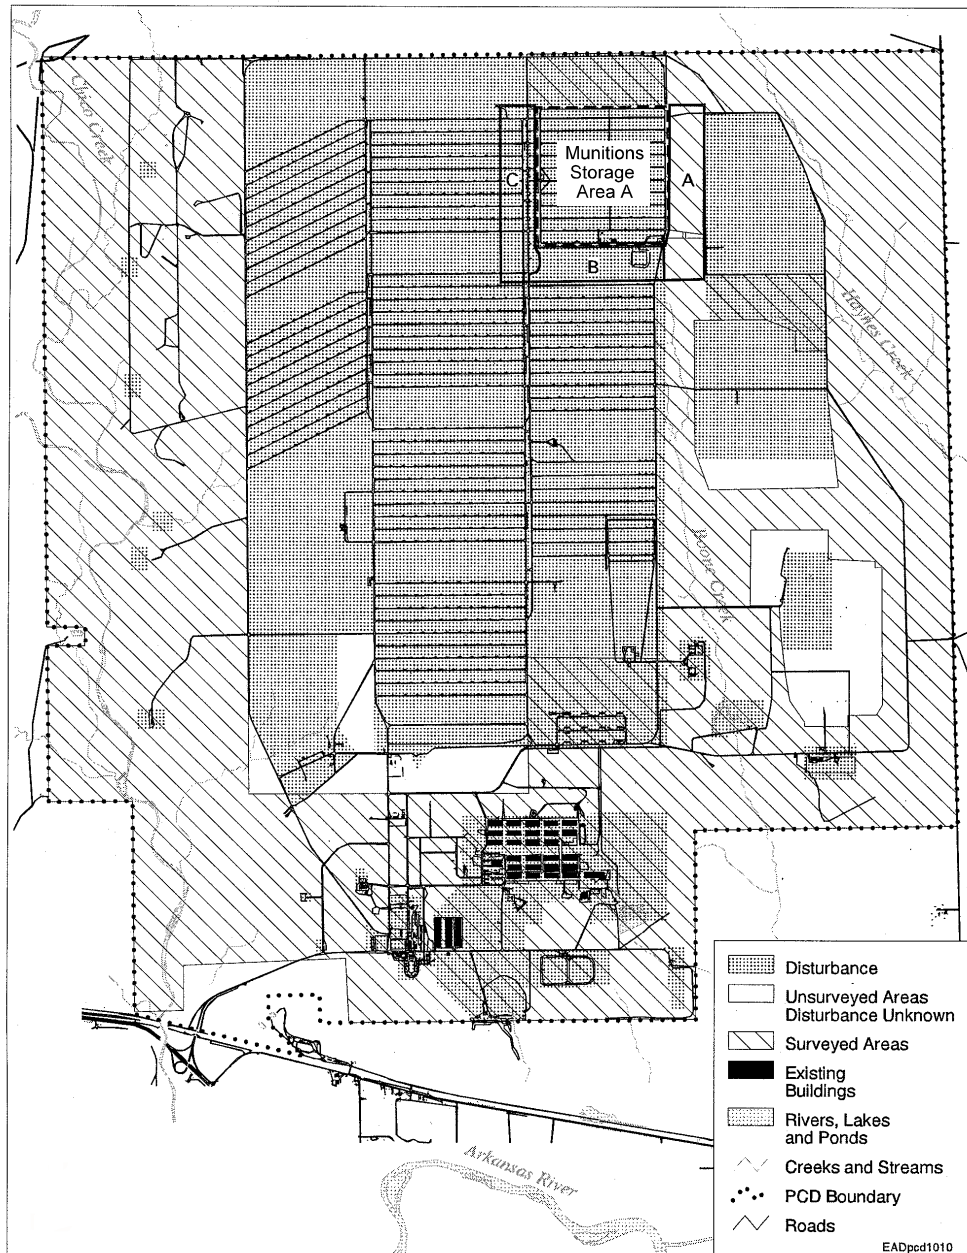 Chico Creek
Munitions
Storage
Area A
C
A
B
Haynes Creek
Boone Creek
Disturbance
Unsurveyed Areas
Disturbance Unknown
Surveyed Areas
Existing
Buildings
Rivers, Lakes
and Ponds
Creeks and Streams
PCD Boundary
Roads
Arkansas River
EADpcd1010